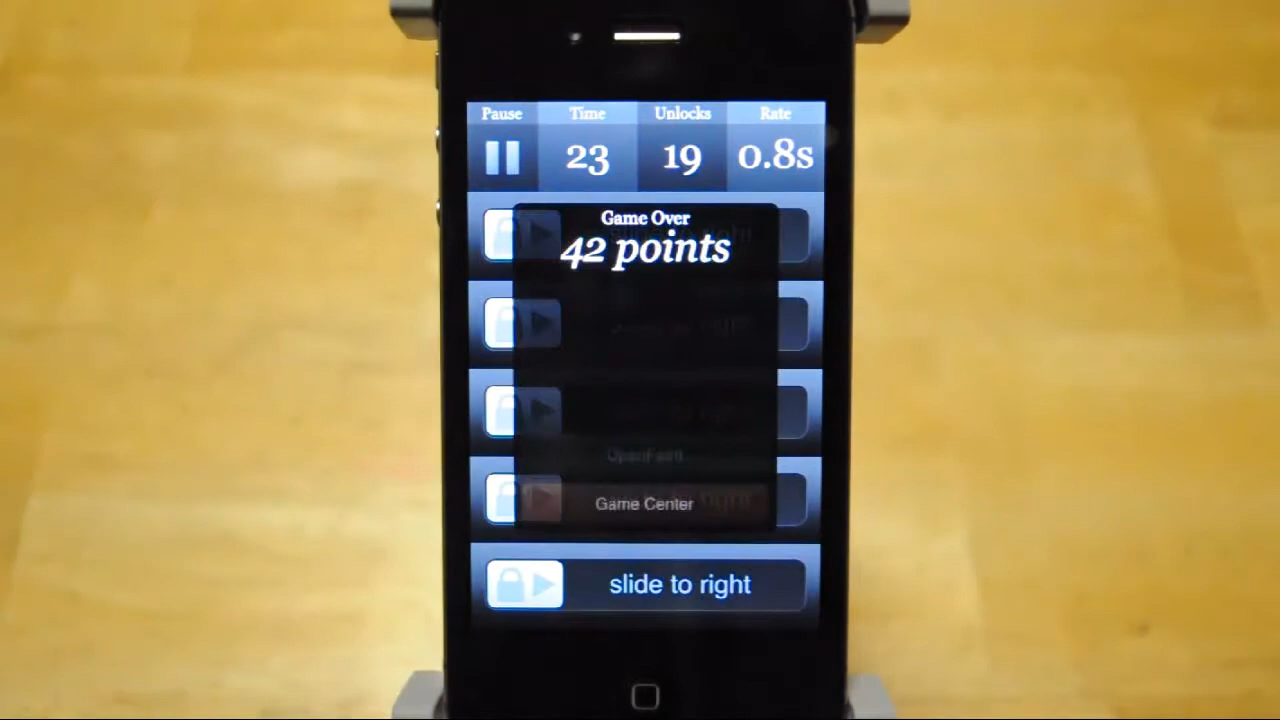 Pause Time Unlocks Rate
23 19 0.8s
Game Over
42 points
OpenFeint
Game Center
slide to right